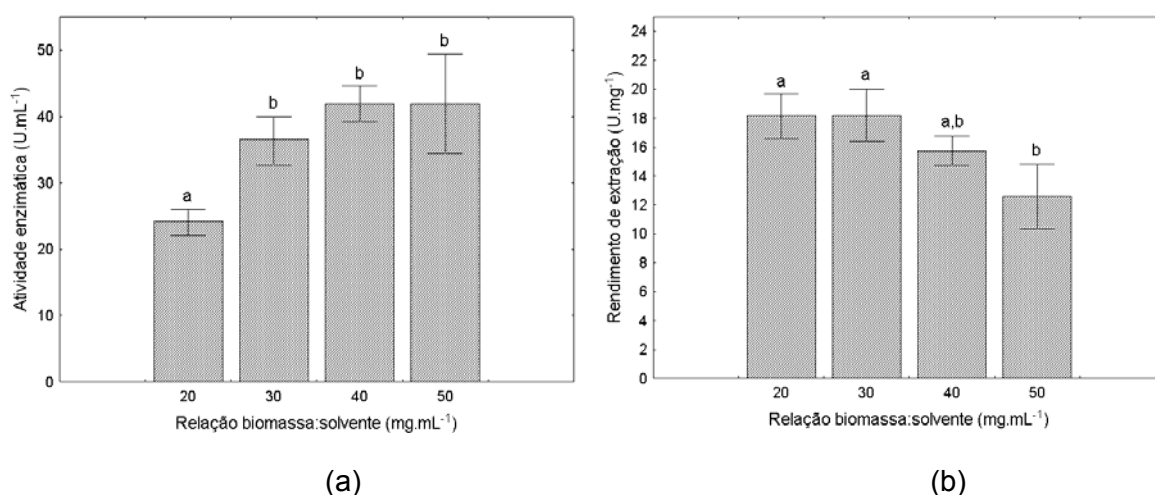 Atividade enzimática (U.mL⁻¹)
50
40
30
20
10
0
a
b
b
b
20 30 40 50
Relação biomassa:solvente (mg.mL⁻¹)
(a)
Rendimento de extração (U.mg⁻¹)
24
22
20
18
16
14
12
10
8
6
4
2
0
a
a
a,b
b
20 30 40 50
Relação biomassa:solvente (mg.mL⁻¹)
(b)